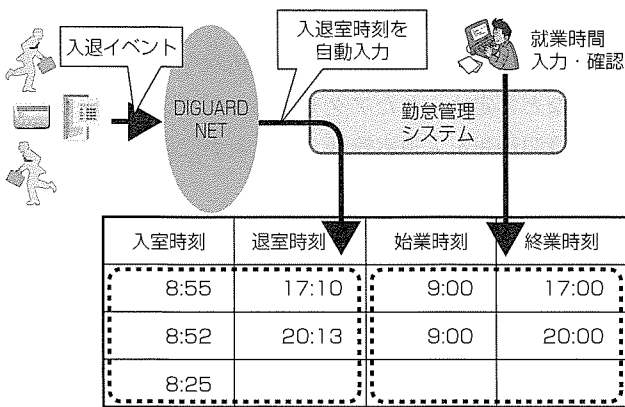 入退イベント
入退室時刻を
自動入力
就業時間
入力・確認
DIGUARD
NET
勤怠管理
システム
入室時刻 退室時刻 始業時刻 終業時刻
8:55 17:10 9:00 17:00
8:52 20:13 9:00 20:00
8:25